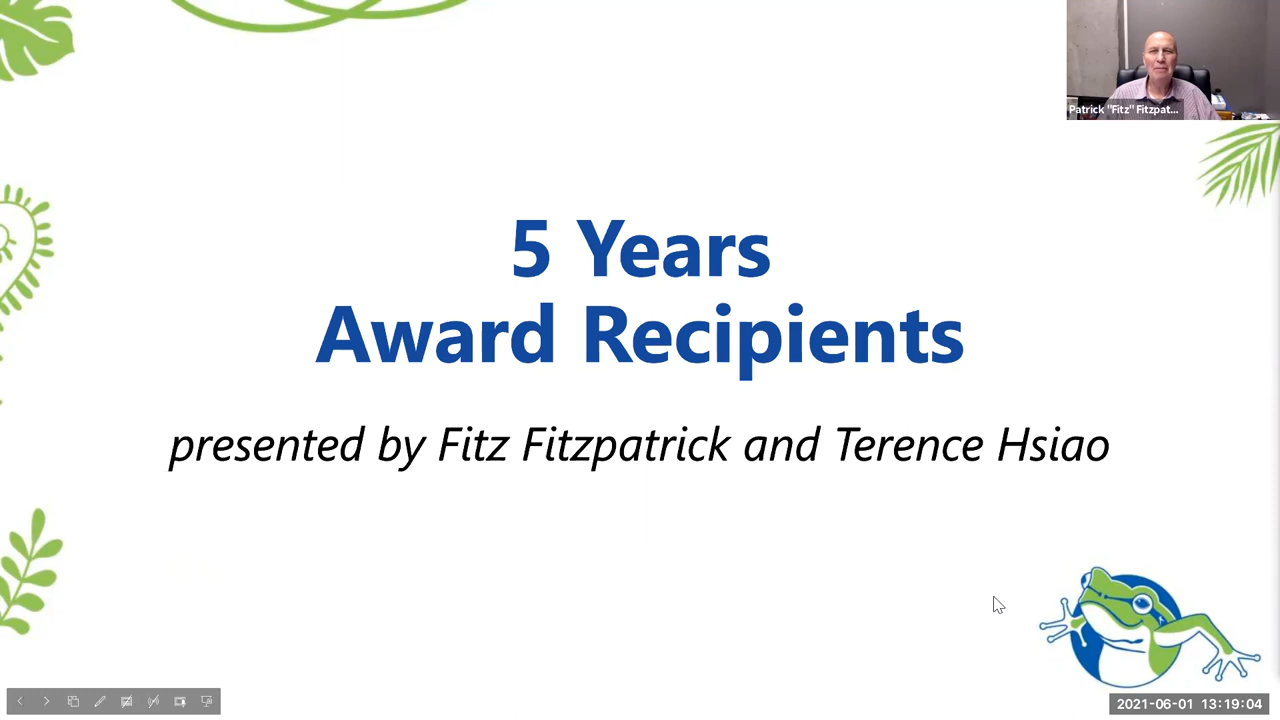 Patrick "Fitz" Fitzpat...
5 Years
Award Recipients
presented by Fitz Fitzpatrick and Terence Hsiao
2021-06-01 13:19:04